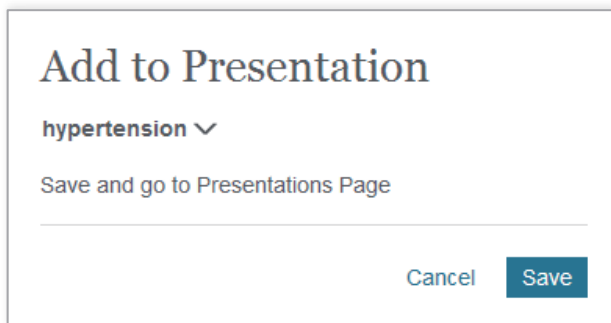 Add to Presentation
hypertension
Save and go to Presentations Page
Cancel Save